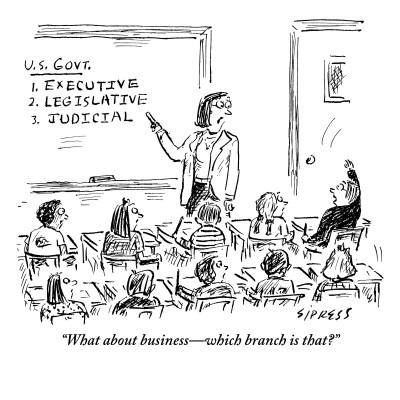 U.S. GOVT.
1. EXECUTIVE
2. LEGISLATIVE
3. JUDICIAL
SIPRESS
“What about business—which branch is that?”